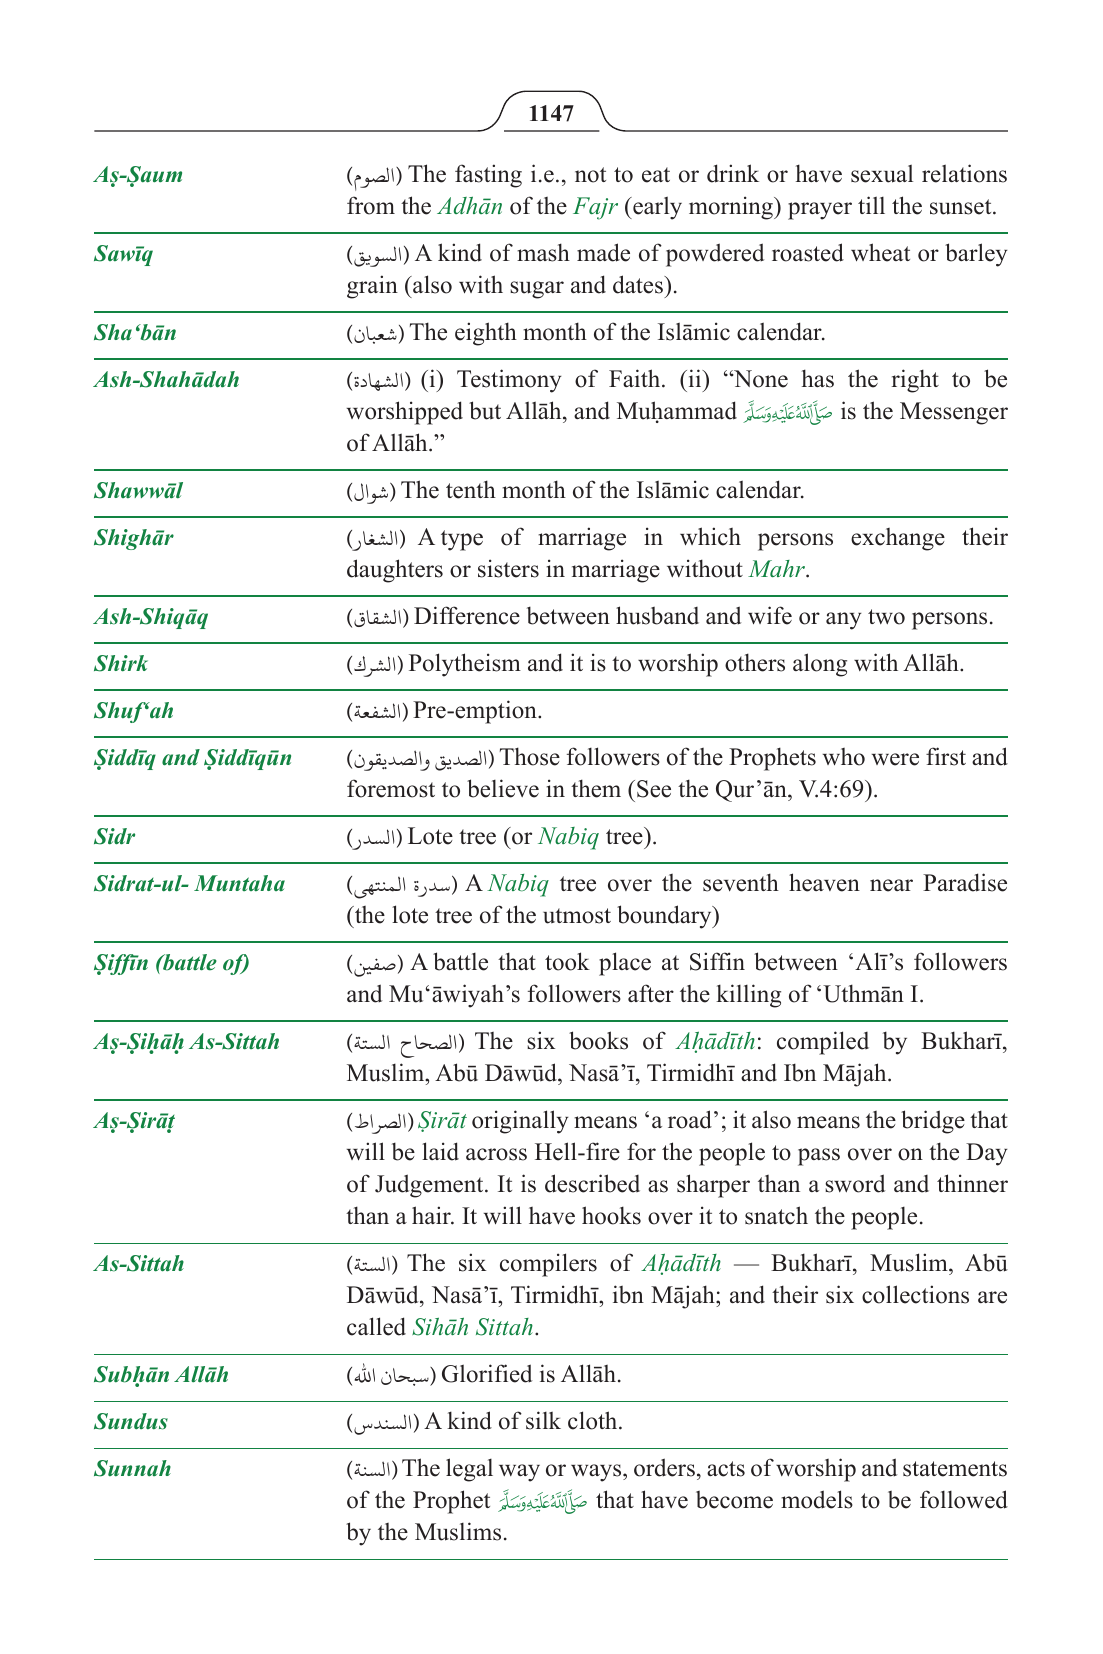 1147
Aṣ-Ṣaum (الصوم) The fasting i.e., not to eat or drink or have sexual relations
from the Adhān of the Fajr (early morning) prayer till the sunset.
Sawīq (السويق) A kind of mash made of powdered roasted wheat or barley
grain (also with sugar and dates).
Sha‘bān (شعبان) The eighth month of the Islāmic calendar.
Ash-Shahādah (الشهادة) (i) Testimony of Faith. (ii) “None has the right to be
worshipped but Allāh, and Muḥammad ﷺ is the Messenger
of Allāh.”
Shawwāl (شوال) The tenth month of the Islāmic calendar.
Shighār (الشغار) A type of marriage in which persons exchange their
daughters or sisters in marriage without Mahr.
Ash-Shiqāq (الشقاق) Difference between husband and wife or any two persons.
Shirk (الشرك) Polytheism and it is to worship others along with Allāh.
Shuf‘ah (الشفعة) Pre-emption.
Ṣiddīq and Ṣiddīqūn (الصديق والصديقون) Those followers of the Prophets who were first and
foremost to believe in them (See the Qur’ān, V.4:69).
Sidr (السدر) Lote tree (or Nabiq tree).
Sidrat-ul- Muntaha (سدرة المنتهى) A Nabiq tree over the seventh heaven near Paradise
(the lote tree of the utmost boundary)
Ṣiffīn (battle of) (صفين) A battle that took place at Siffin between ‘Alī’s followers
and Mu‘āwiyah’s followers after the killing of ‘Uthmān I.
Aṣ-Ṣiḥāḥ As-Sittah (الصحاح الستة) The six books of Aḥādīth: compiled by Bukharī,
Muslim, Abū Dāwūd, Nasā’ī, Tirmidhī and Ibn Mājah.
Aṣ-Ṣirāṭ (الصراط) Ṣirāt originally means ‘a road’; it also means the bridge that
will be laid across Hell-fire for the people to pass over on the Day
of Judgement. It is described as sharper than a sword and thinner
than a hair. It will have hooks over it to snatch the people.
As-Sittah (الستة) The six compilers of Aḥādīth — Bukharī, Muslim, Abū
Dāwūd, Nasā’ī, Tirmidhī, ibn Mājah; and their six collections are
called Sihāh Sittah.
Subḥān Allāh (سبحان الله) Glorified is Allāh.
Sundus (السندس) A kind of silk cloth.
Sunnah (السنة) The legal way or ways, orders, acts of worship and statements
of the Prophet ﷺ that have become models to be followed
by the Muslims.